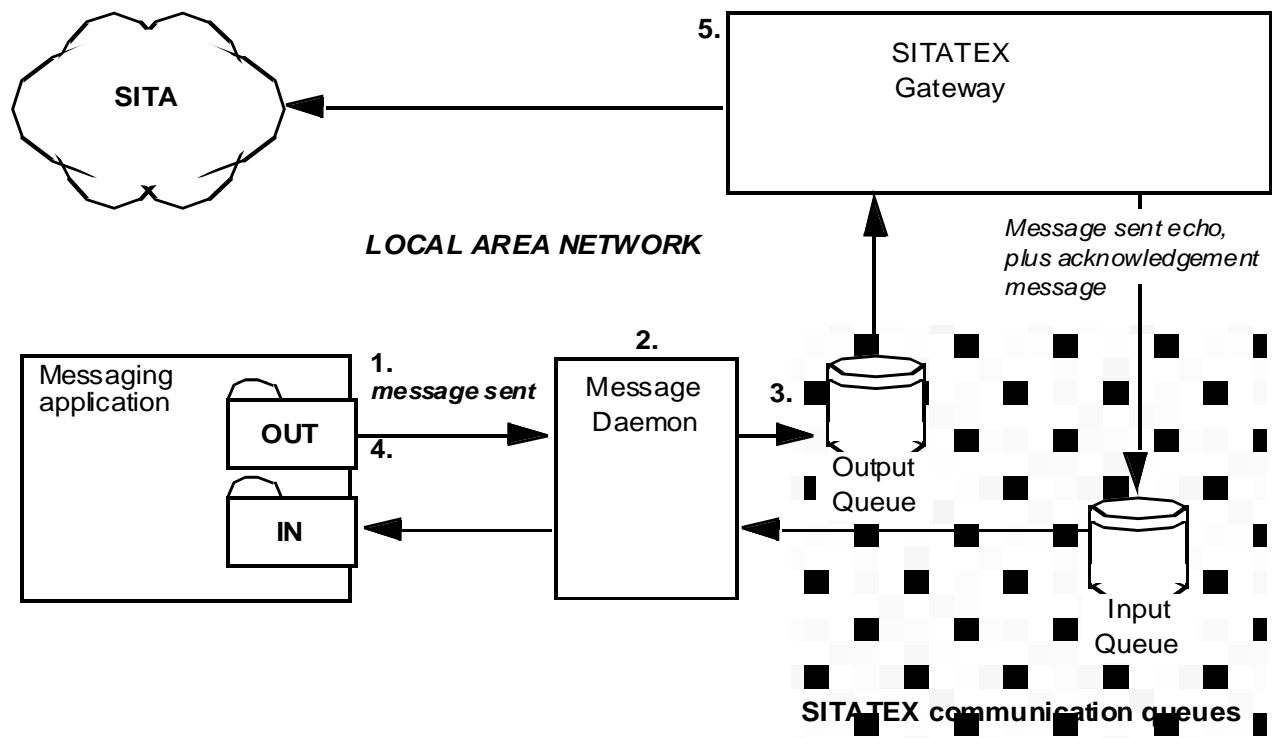 5.
SITATEX
Gateway
SITA
LOCAL AREA NETWORK
Message sent echo,
plus acknowledgement
message
Messaging
application
OUT
IN
1.
message sent
4.
2.
Message
Daemon
3.
Output
Queue
Input
Queue
SITATEX communication queues